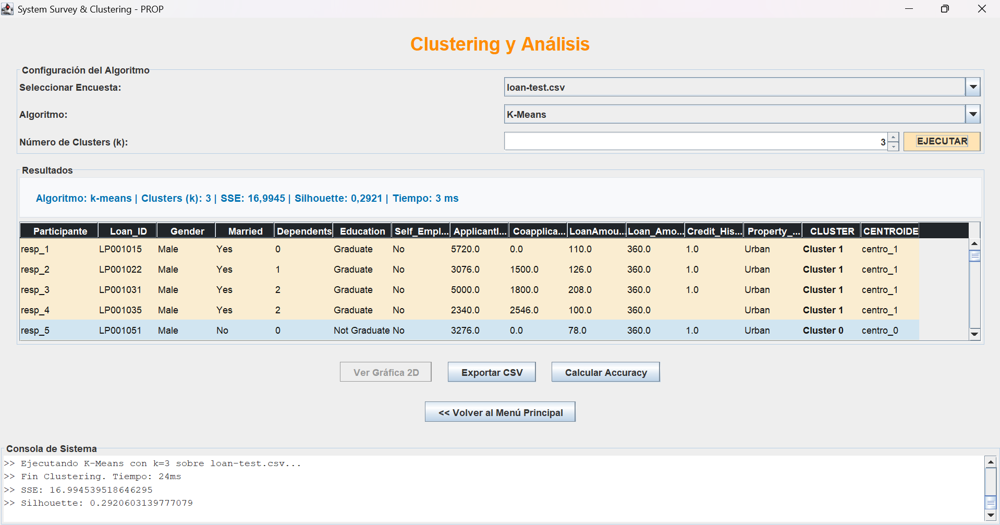 System Survey & Clustering - PROP
Clustering y Análisis
Configuración del Algoritmo
Seleccionar Encuesta: loan-test.csv
Algoritmo: K-Means
Número de Clusters (k): 3 EJECUTAR
Resultados
Algoritmo: k-means | Clusters (k): 3 | SSE: 16,9945 | Silhouette: 0,2921 | Tiempo: 3 ms
Participante Loan_ID Gender Married Dependents Education Self_Empl... ApplicantI... Coapplica... LoanAmou... Loan_Amo... Credit_His... Property_... CLUSTER CENTROIDE
resp_1 LP001015 Male Yes 0 Graduate No 5720.0 0.0 110.0 360.0 1.0 Urban Cluster 1 centro_1
resp_2 LP001022 Male Yes 1 Graduate No 3076.0 1500.0 126.0 360.0 1.0 Urban Cluster 1 centro_1
resp_3 LP001031 Male Yes 2 Graduate No 5000.0 1800.0 208.0 360.0 1.0 Urban Cluster 1 centro_1
resp_4 LP001035 Male Yes 2 Graduate No 2340.0 2546.0 100.0 360.0 Urban Cluster 1 centro_1
resp_5 LP001051 Male No 0 Not Graduate No 3276.0 0.0 78.0 360.0 1.0 Urban Cluster 0 centro_0
Ver Gráfica 2D Exportar CSV Calcular Accuracy
<< Volver al Menú Principal
Consola de Sistema
>> Ejecutando K-Means con k=3 sobre loan-test.csv...
>> Fin Clustering. Tiempo: 24ms
>> SSE: 16.994539518646295
>> Silhouette: 0.2920603139777079